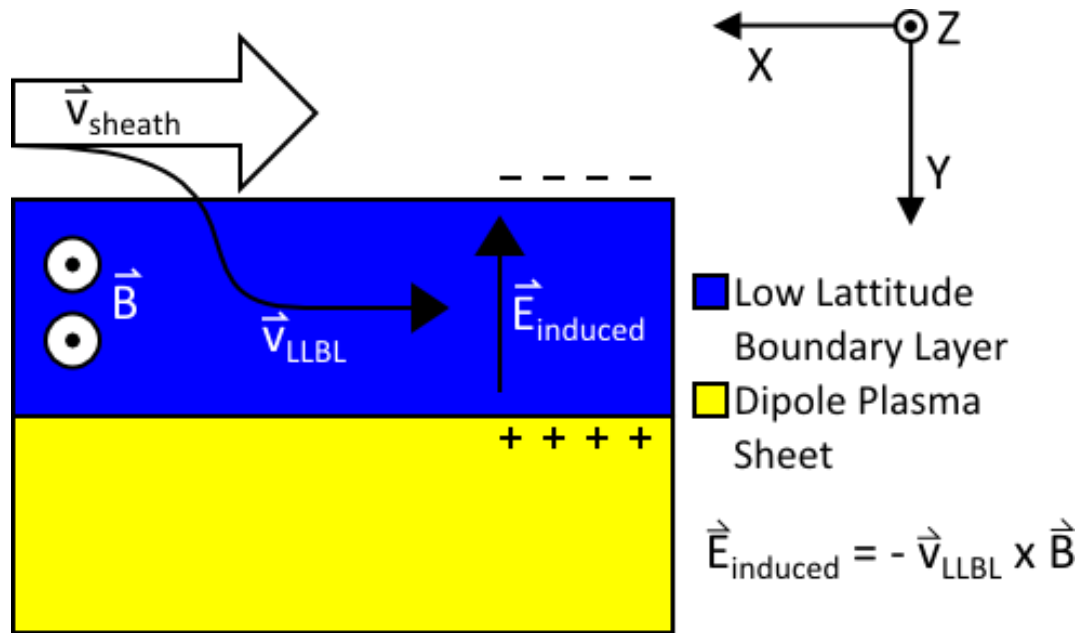 X
Z
Y
v⃗sheath
− − − −
B⃗
v⃗LLBL
E⃗induced
+ + + +
Low Lattitude
Boundary Layer
Dipole Plasma
Sheet
E⃗induced = - v⃗LLBL x B⃗